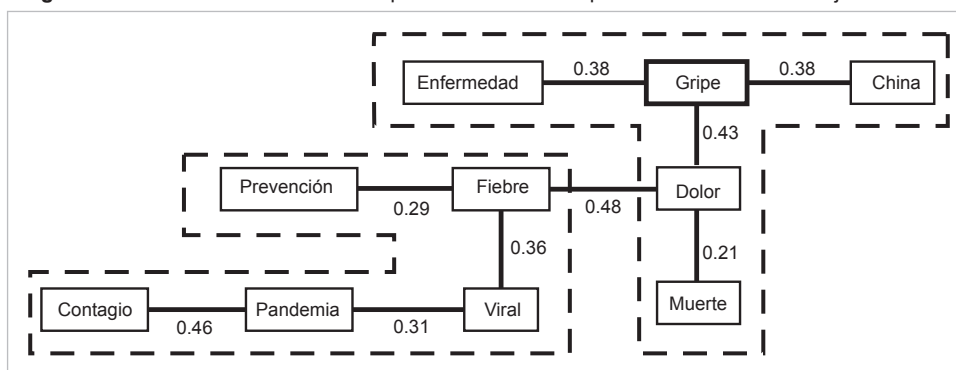 0.38
0.38
Enfermedad
Gripe
China
0.43
Prevención
Fiebre
Dolor
0.29
0.48
0.36
0.21
Contagio
Pandemia
Viral
Muerte
0.46
0.31